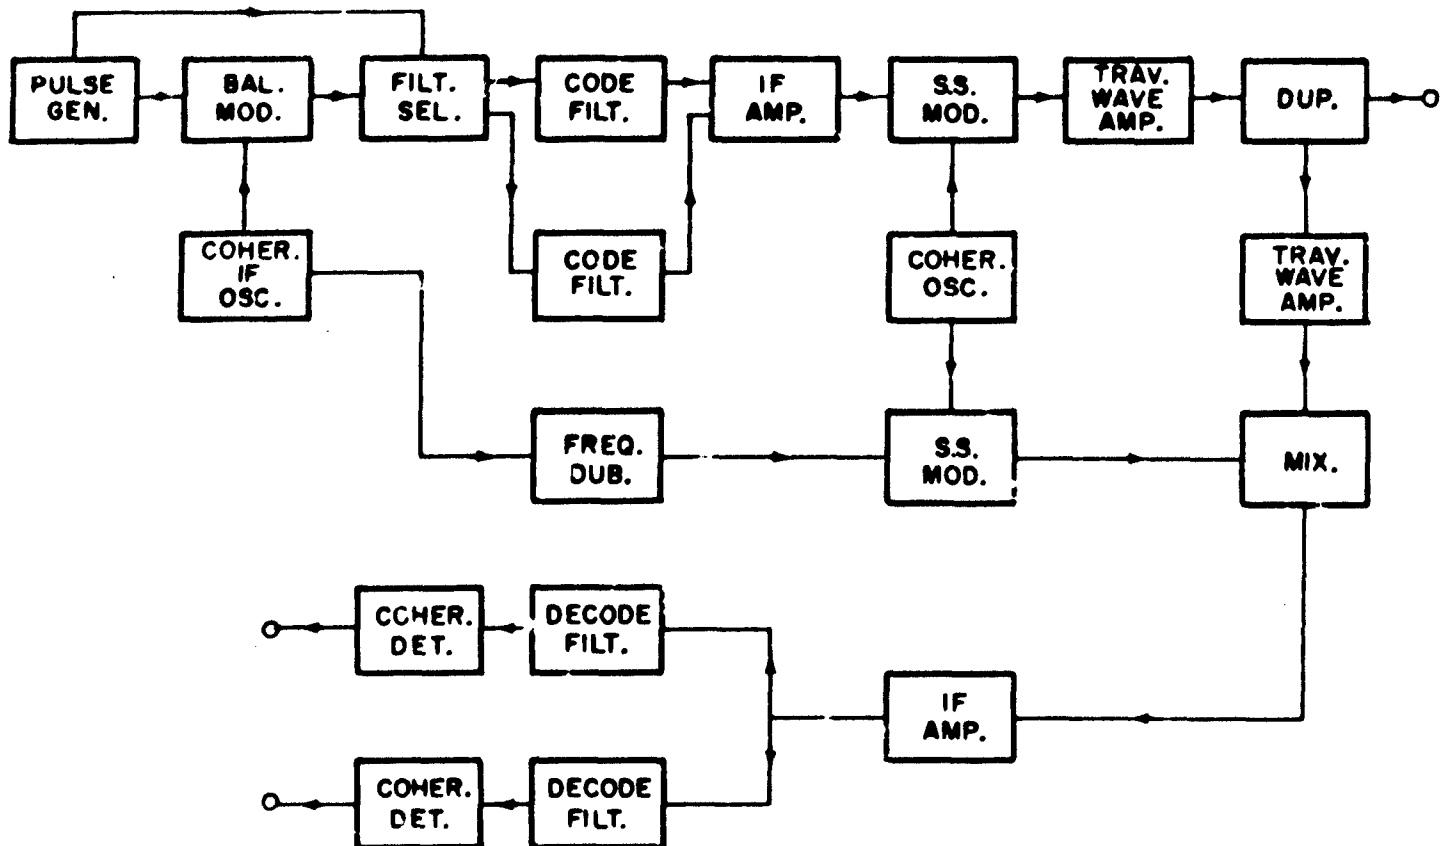 PULSE
GEN.
BAL.
MOD.
FILT.
SEL.
CODE
FILT.
IF
AMP.
S.S.
MOD.
TRAV.
WAVE
AMP.
DUP.
COHER.
IF
OSC.
CODE
FILT.
COHER.
OSC.
TRAV.
WAVE
AMP.
FREQ.
DUB.
S.S.
MOD.
MIX.
COHER.
DET.
DECODE
FILT.
IF
AMP.
COHER.
DET.
DECODE
FILT.